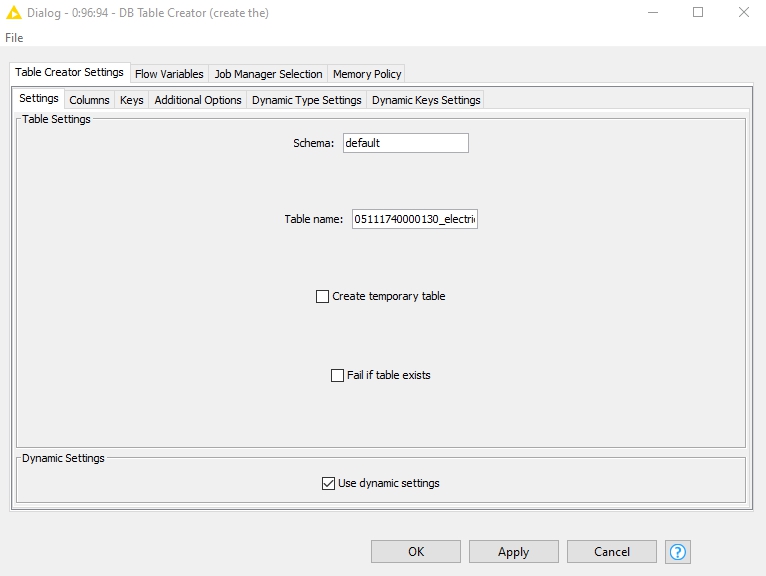 Dialog - 0:96:94 - DB Table Creator (create the)
File
Table Creator Settings Flow Variables Job Manager Selection Memory Policy
Settings Columns Keys Additional Options Dynamic Type Settings Dynamic Keys Settings
Table Settings
Schema: default
Table name: 05111740000130_electri
Create temporary table
Fail if table exists
Dynamic Settings
Use dynamic settings
OK Apply Cancel ?